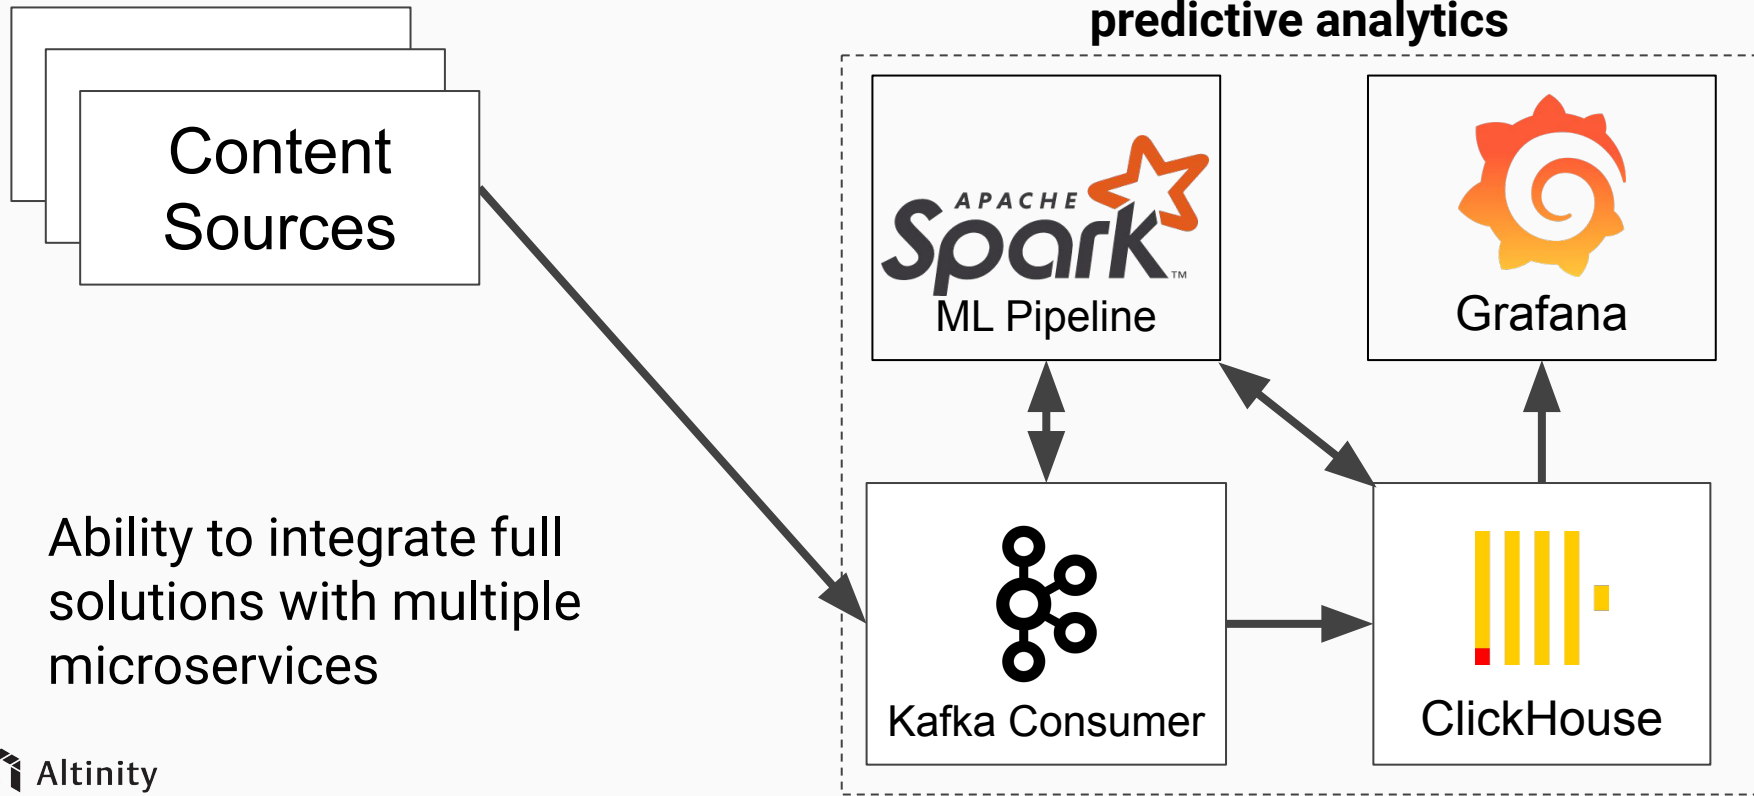 predictive analytics
Content
Sources
APACHE
Spark™
ML Pipeline
Grafana
Ability to integrate full
solutions with multiple
microservices
Kafka Consumer
ClickHouse
Altinity